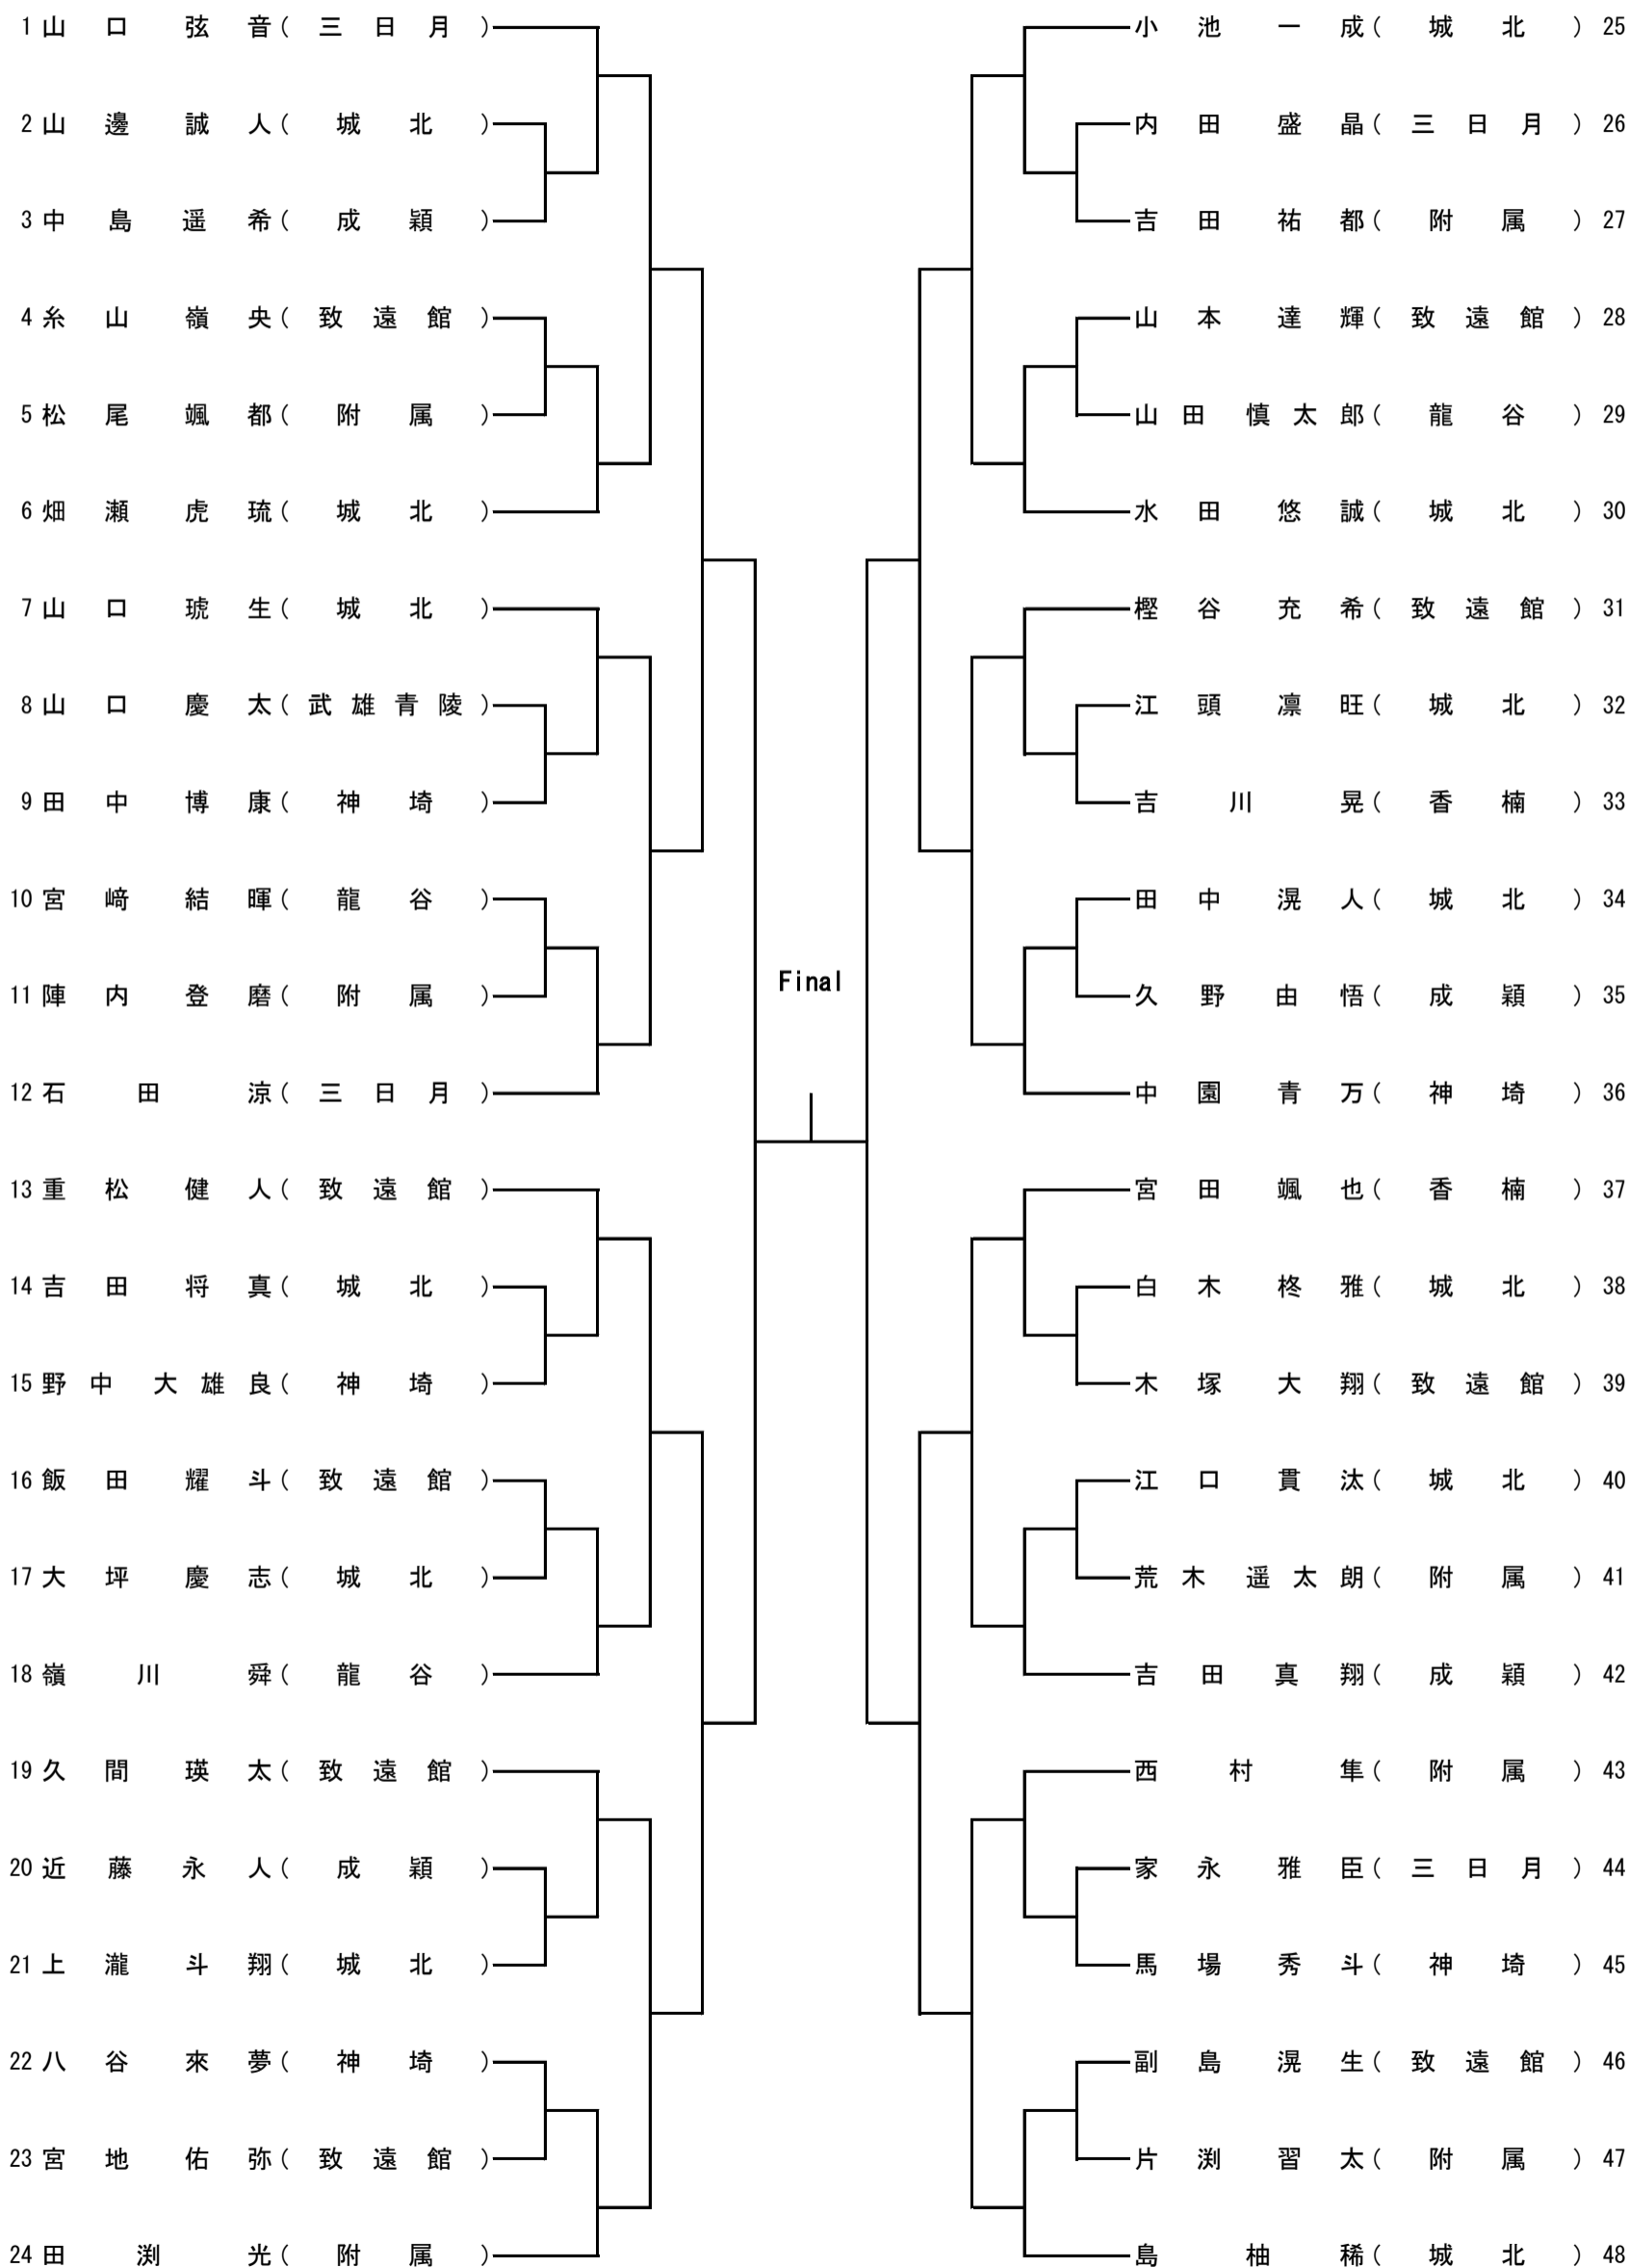 1 山口 弦音 (三日月)
2 山邊 誠人 (城北)
3 中島 遥希 (成穎)
4 糸山 嶺央 (致遠館)
5 松尾 颯都 (附属)
6 畑瀬 虎琉 (城北)
7 山口 琥生 (城北)
8 山口 慶太 (武雄青陵)
9 田中 博康 (神埼)
10 宮﨑 結暉 (龍谷)
11 陣内 登磨 (附属)
12 石田 涼 (三日月)
13 重松 健人 (致遠館)
14 吉田 将真 (城北)
15 野中 大雄良 (神埼)
16 飯田 耀斗 (致遠館)
17 大坪 慶志 (城北)
18 嶺川 舜 (龍谷)
19 久間 瑛太 (致遠館)
20 近藤 永人 (成穎)
21 上瀧 斗翔 (城北)
22 八谷 來夢 (神埼)
23 宮地 佑弥 (致遠館)
24 田渕 光 (附属)
Final
小池 一成 (城北) 25
内田 盛晶 (三日月) 26
吉田 祐都 (附属) 27
山本 達輝 (致遠館) 28
山田 慎太郎 (龍谷) 29
水田 悠誠 (城北) 30
樫谷 充希 (致遠館) 31
江頭 凛旺 (城北) 32
吉川 晃 (香楠) 33
田中 滉人 (城北) 34
久野 由悟 (成穎) 35
中園 青万 (神埼) 36
宮田 颯也 (香楠) 37
白木 柊雅 (城北) 38
木塚 大翔 (致遠館) 39
江口 貫汰 (城北) 40
荒木 遥太朗 (附属) 41
吉田 真翔 (成穎) 42
西村 隼 (附属) 43
家永 雅臣 (三日月) 44
馬場 秀斗 (神埼) 45
副島 滉生 (致遠館) 46
片渕 習太 (附属) 47
島 柚稀 (城北) 48